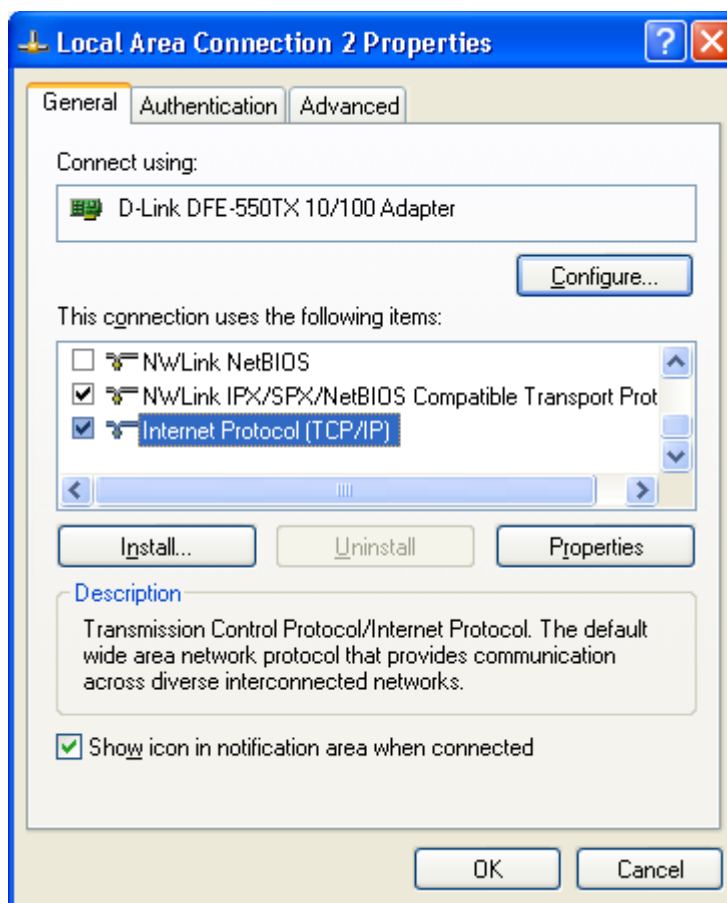 Local Area Connection 2 Properties
General Authentication Advanced
Connect using:
D-Link DFE-550TX 10/100 Adapter
Configure...
This connection uses the following items:
NWLink NetBIOS
NWLink IPX/SPX/NetBIOS Compatible Transport Prot
Internet Protocol (TCP/IP)
Install... Uninstall Properties
Description
Transmission Control Protocol/Internet Protocol. The default
wide area network protocol that provides communication
across diverse interconnected networks.
Show icon in notification area when connected
OK Cancel